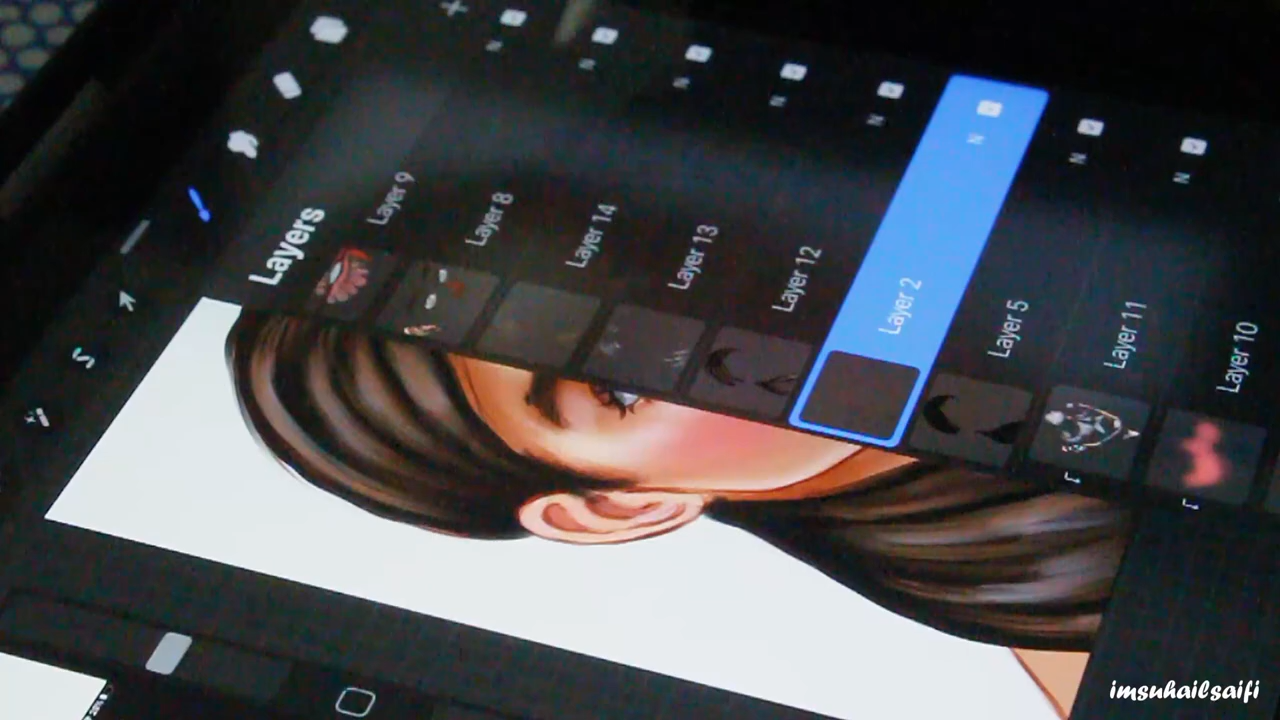 Layers
Layer 9
N
Layer 8
N
Layer 14
N
Layer 13
N
Layer 12
N
Layer 2
N
Layer 5
N
Layer 11
N
Layer 10
imsuhailsaifi